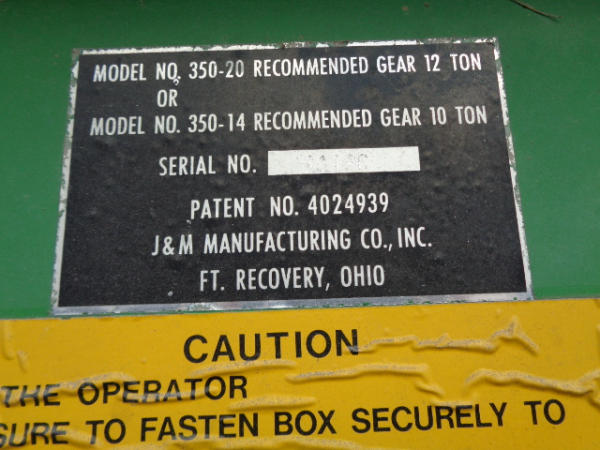 MODEL NO. 350-20 RECOMMENDED GEAR 12 TON
OR
MODEL NO. 350-14 RECOMMENDED GEAR 10 TON
SERIAL NO.
PATENT NO. 4024939
J&M MANUFACTURING CO., INC.
FT. RECOVERY, OHIO
CAUTION
THE OPERATOR
SURE TO FASTEN BOX SECURELY TO